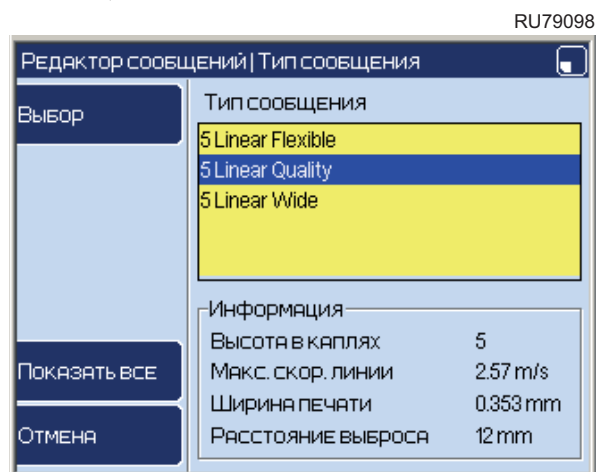 RU79098
Редактор сообщений|Тип сообщения
Выбор
Тип сообщения
5 Linear Flexible
5 Linear Quality
5 Linear Wide
Информация
Высота в каплях 5
Показать все
Макс. скор. линии 2.57 m/s
Ширина печати 0.353 mm
Отмена
Расстояние выброса 12 mm